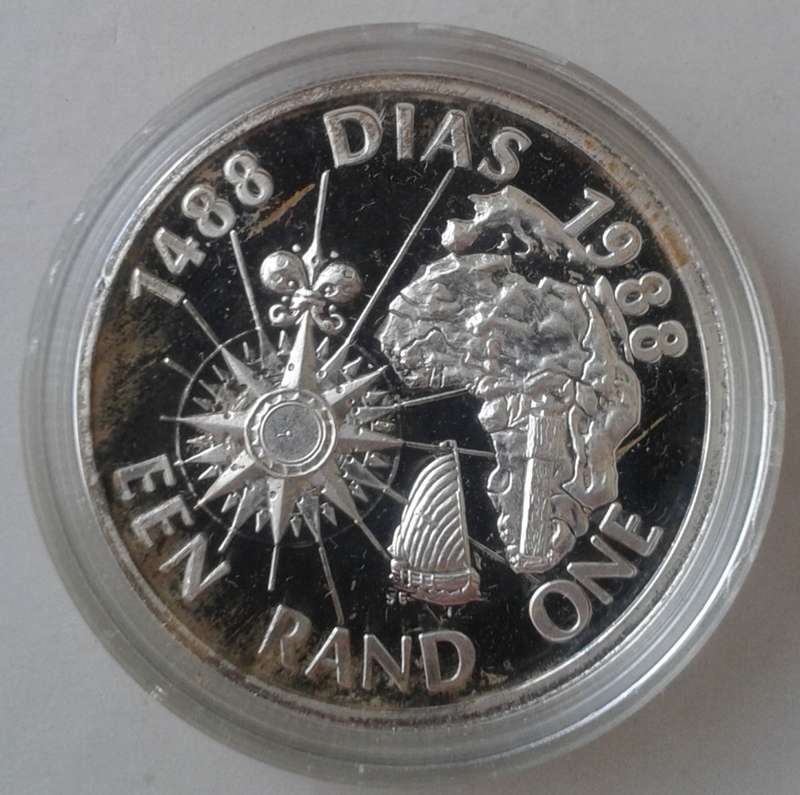 1488 DIAS 1988
EEN RAND ONE